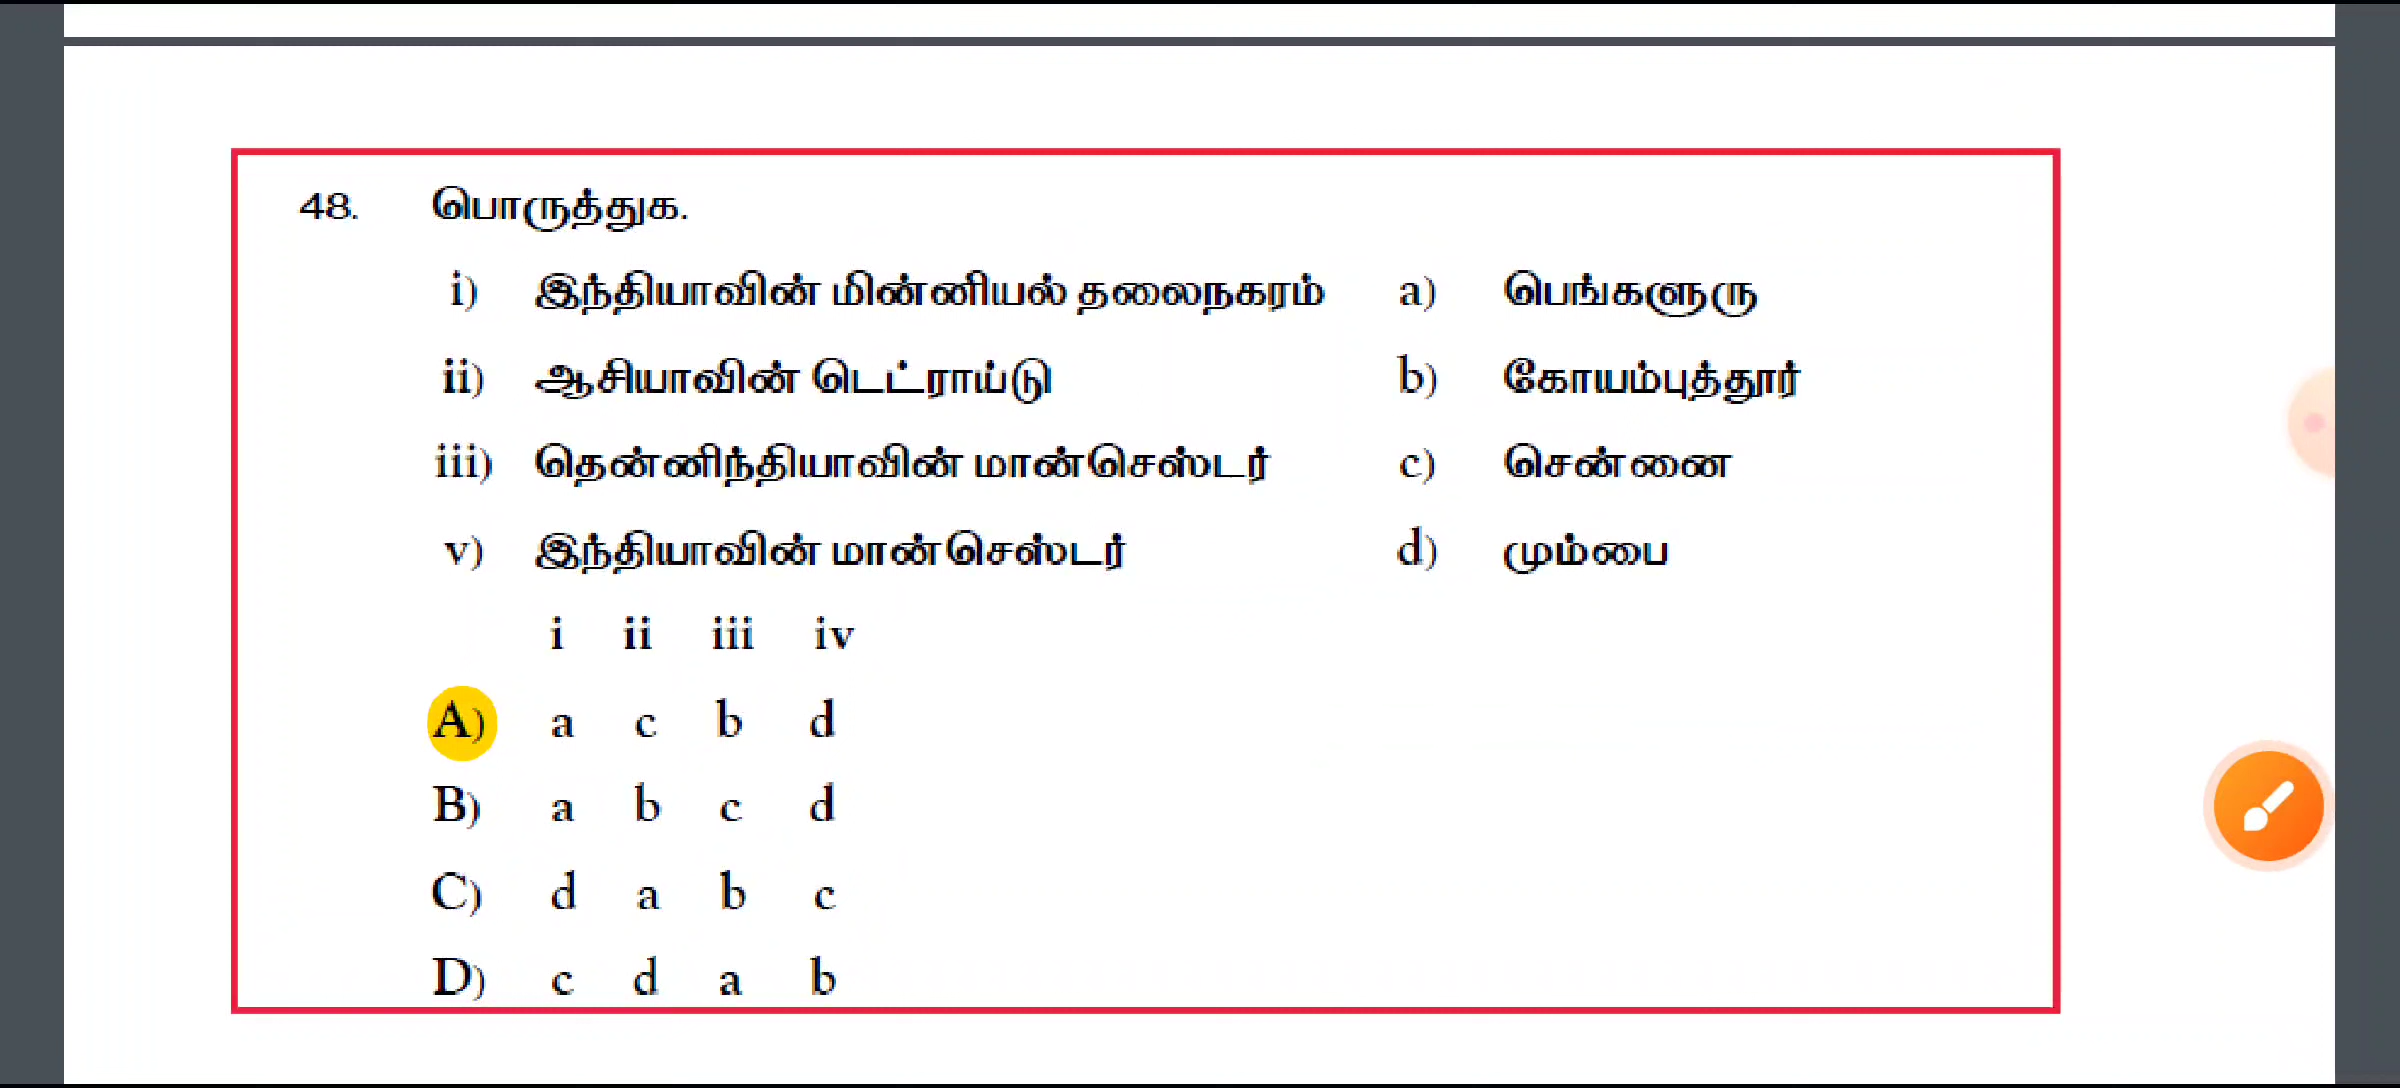 48. பொருத்துக.
i) இந்தியாவின் மின்னியல் தலைநகரம் a) பெங்களுரு
ii) ஆசியாவின் டெட்ராய்டு b) கோயம்புத்தூர்
iii) தென்னிந்தியாவின் மான்செஸ்டர் c) சென்னை
v) இந்தியாவின் மான்செஸ்டர் d) மும்பை
i ii iii iv
A) a c b d
B) a b c d
C) d a b c
D) c d a b